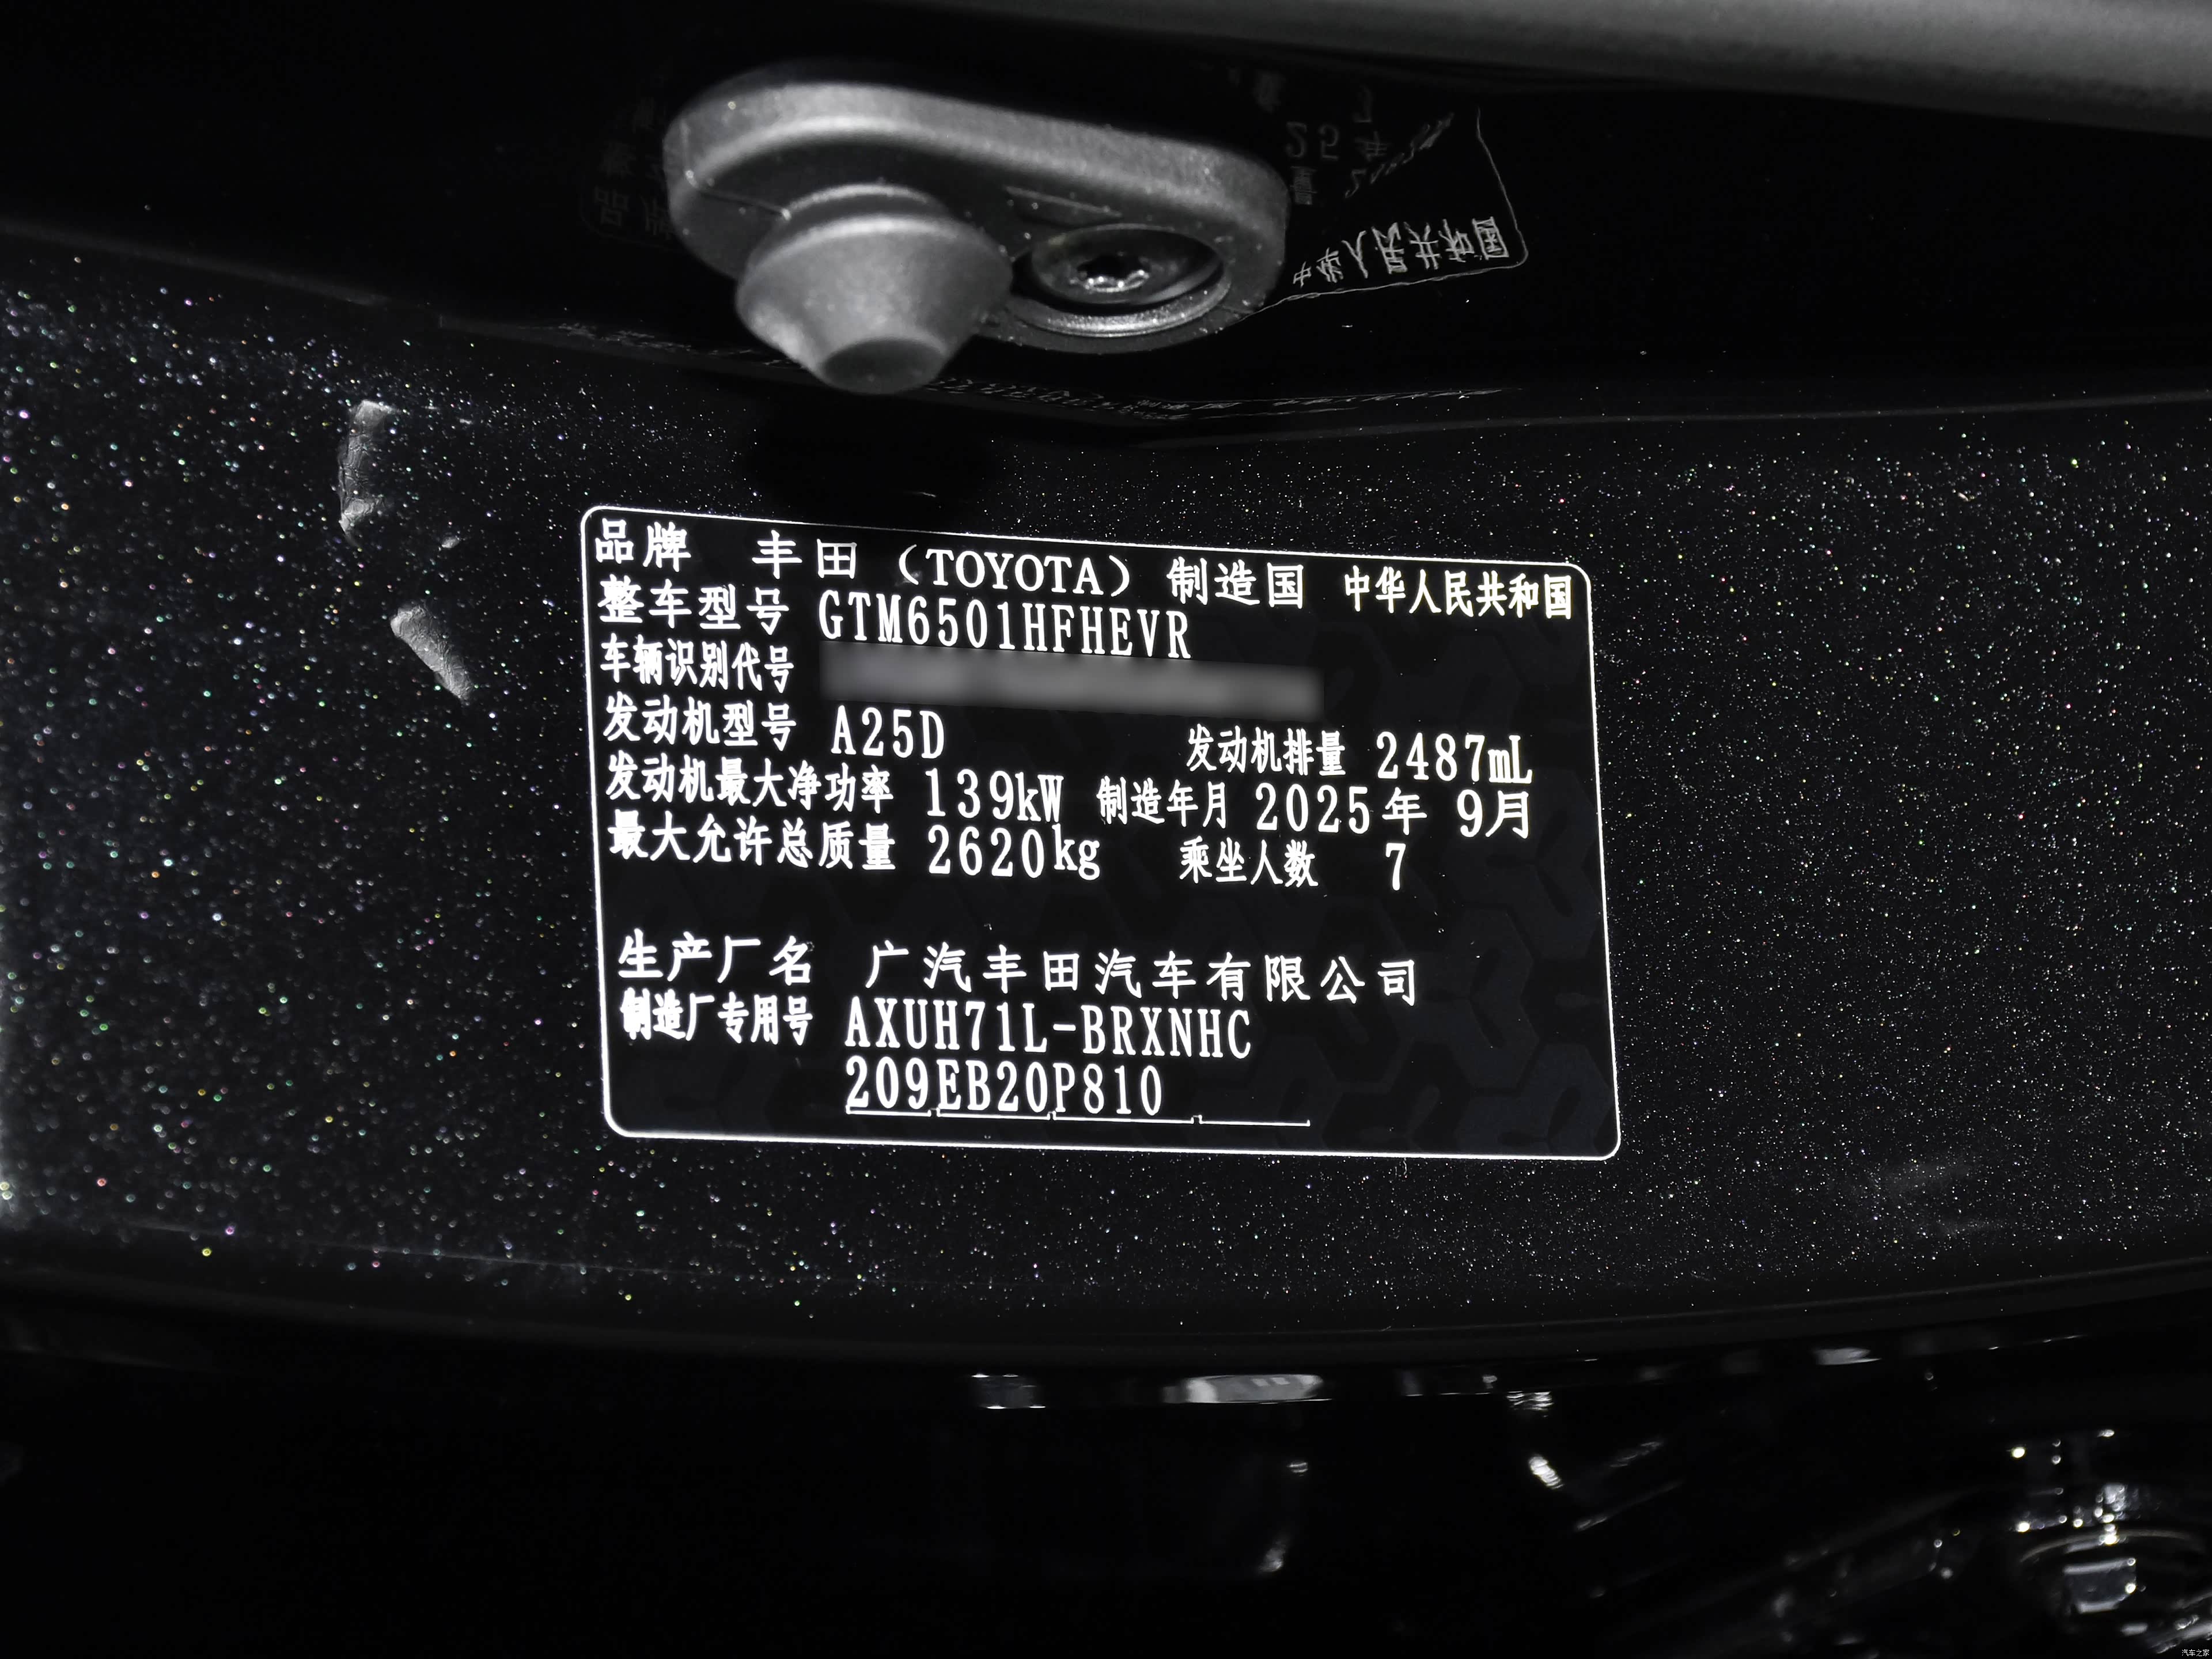 品牌 丰田（TOYOTA） 制造国 中华人民共和国
整车型号 GTM6501HFHEVR
车辆识别代号
发动机型号 A25D 发动机排量 2487mL
发动机最大净功率 139kW 制造年月 2025年 9月
最大允许总质量 2620kg 乘坐人数 7
生产厂名 广汽丰田汽车有限公司
制造厂专用号 AXUH71L-BRXNHC
209EB20P810
汽车之家